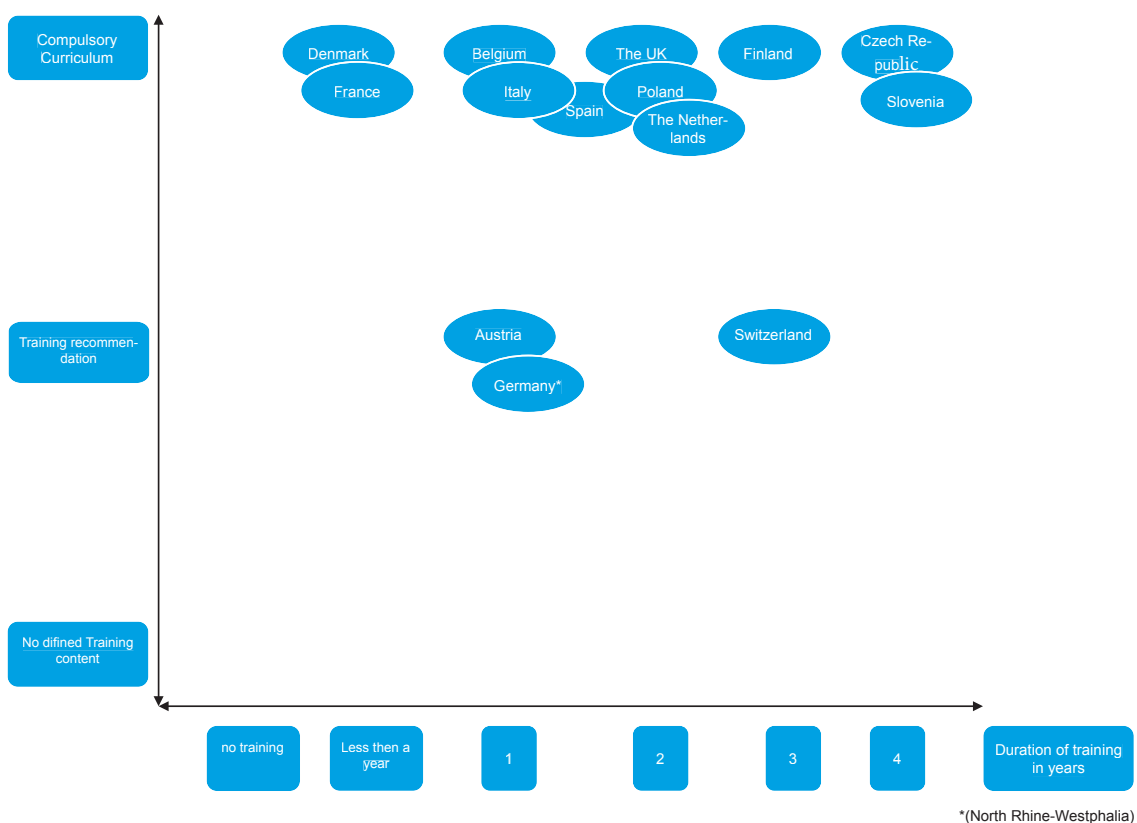 Compulsory
Curriculum
Denmark
France
Belgium
Italy
Spain
The UK
Poland
The Nether-
lands
Finland
Czech Re-
public
Slovenia
Training recommen-
dation
Austria
Germany*
Switzerland
No difined Training
content
no training
Less then a
year
1
2
3
4
Duration of training
in years
*(North Rhine-Westphalia)